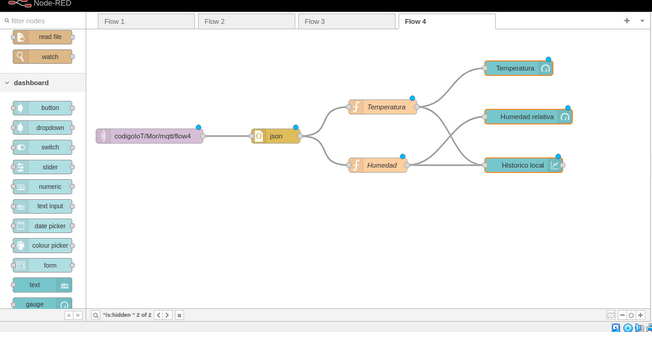 Node-RED
filter nodes
Flow 1
Flow 2
Flow 3
Flow 4
read file
watch
dashboard
button
dropdown
switch
slider
numeric
text input
date picker
colour picker
form
text
abc
gauge
codigoIoT/Mor/mqtt/flow4
json
Temperatura
Humedad
Temperatura
Humedad relativa
Historico local
"is:hidden " 2 of 2